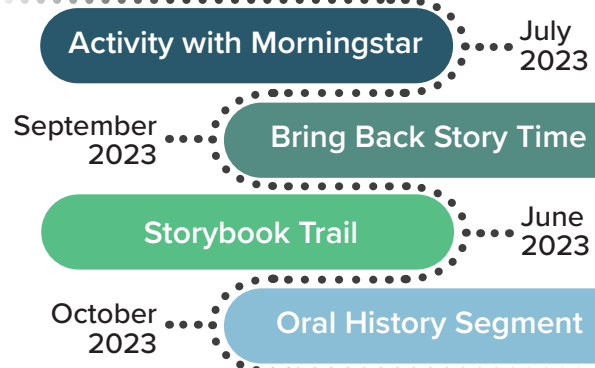 Activity with Morningstar
July
2023
September
2023
Bring Back Story Time
Storybook Trail
June
2023
October
2023
Oral History Segment